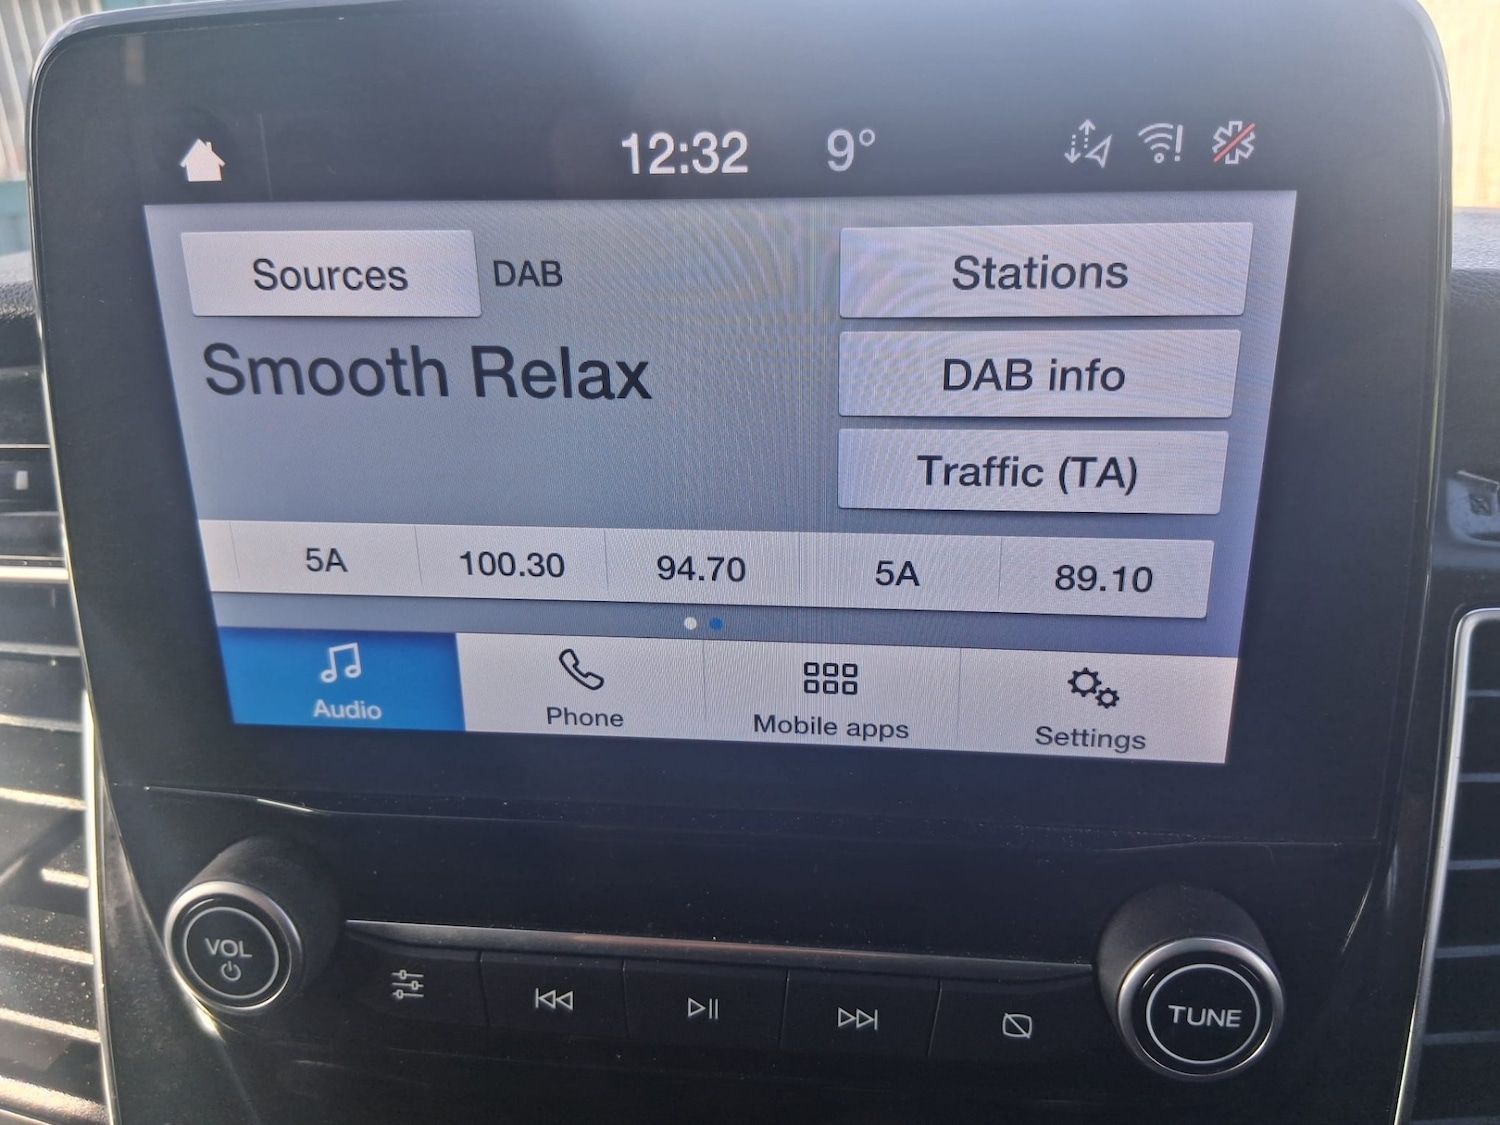 12:32 9°
Sources DAB Stations
Smooth Relax DAB info
Traffic (TA)
5A 100.30 94.70 5A 89.10
Audio Phone Mobile apps Settings
VOL
TUNE